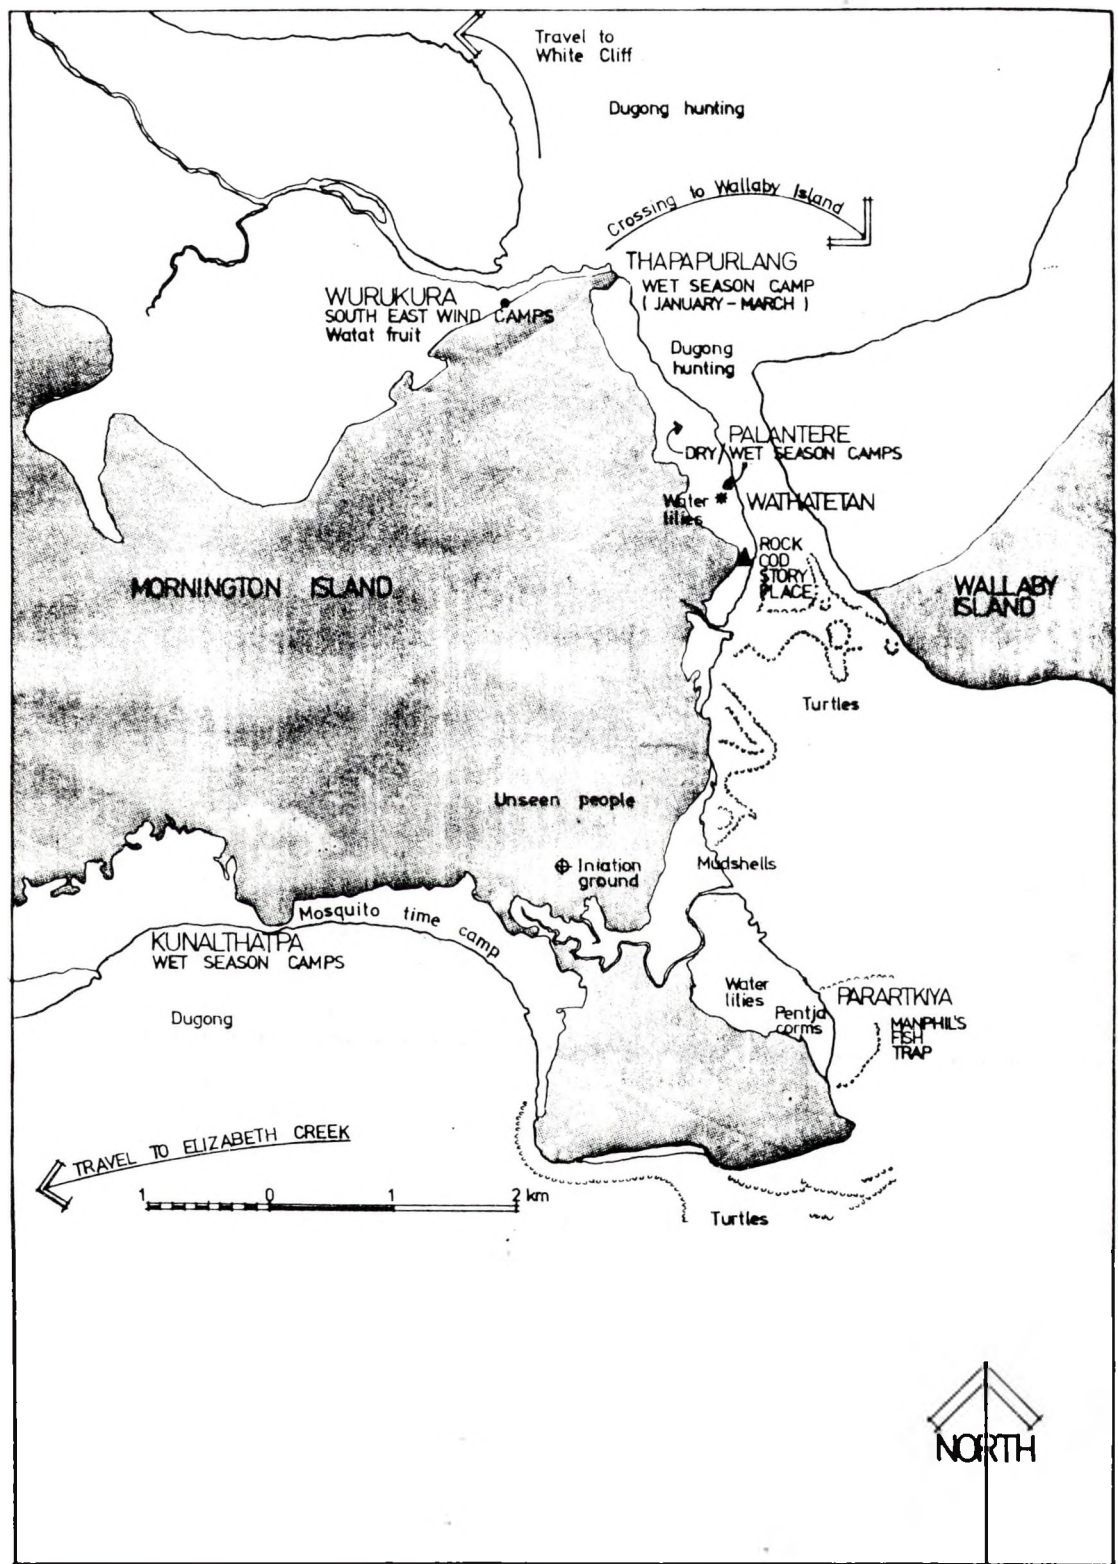 Travel to
White Cliff
Dugong hunting
Crossing to Wallaby Island
THAPAPURLANG
WET SEASON CAMP
( JANUARY - MARCH )
WURUKURA
SOUTH EAST WIND CAMPS
Watat fruit
Dugong
hunting
PALANTERE
DRY/WET SEASON CAMPS
Water
lilies
WATHATETAN
ROCK
COD
STORY
PLACE
MORNINGTON ISLAND
WALLABY
ISLAND
Turtles
Unseen people
Iniation
ground
Mudshells
Mosquito time camp
KUNALTHATPA
WET SEASON CAMPS
Dugong
Water
lilies
Pentja
corms
PARARTKIYA
MANPHIL'S
FISH
TRAP
TRAVEL TO ELIZABETH CREEK
1 0 1 2 km
Turtles
NORTH